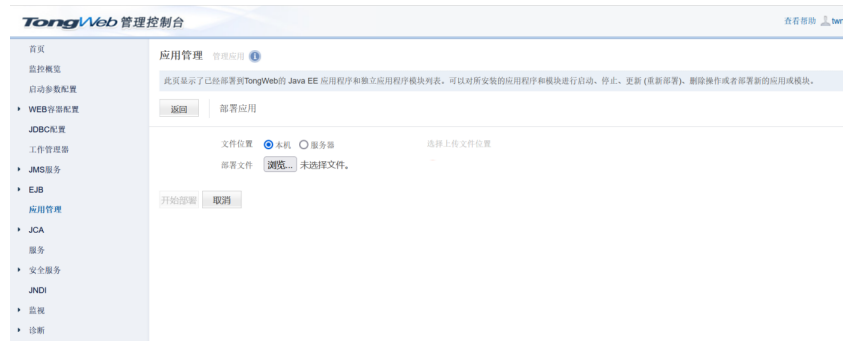 TongWeb 管理控制台
查看帮助 twn
首页
监控概览
启动参数配置
WEB容器配置
JDBC配置
工作管理器
JMS服务
EJB
应用管理
JCA
服务
安全服务
JNDI
监视
诊断
应用管理 管理应用
此页显示了已经部署到TongWeb的 Java EE 应用程序和独立应用程序模块列表。可以对所安装的应用程序和模块进行启动、停止、更新 (重新部署)、删除操作或者部署新的应用或模块。
返回 部署应用
文件位置 本机 服务器 选择上传文件位置
部署文件 浏览... 未选择文件。
开始部署 取消